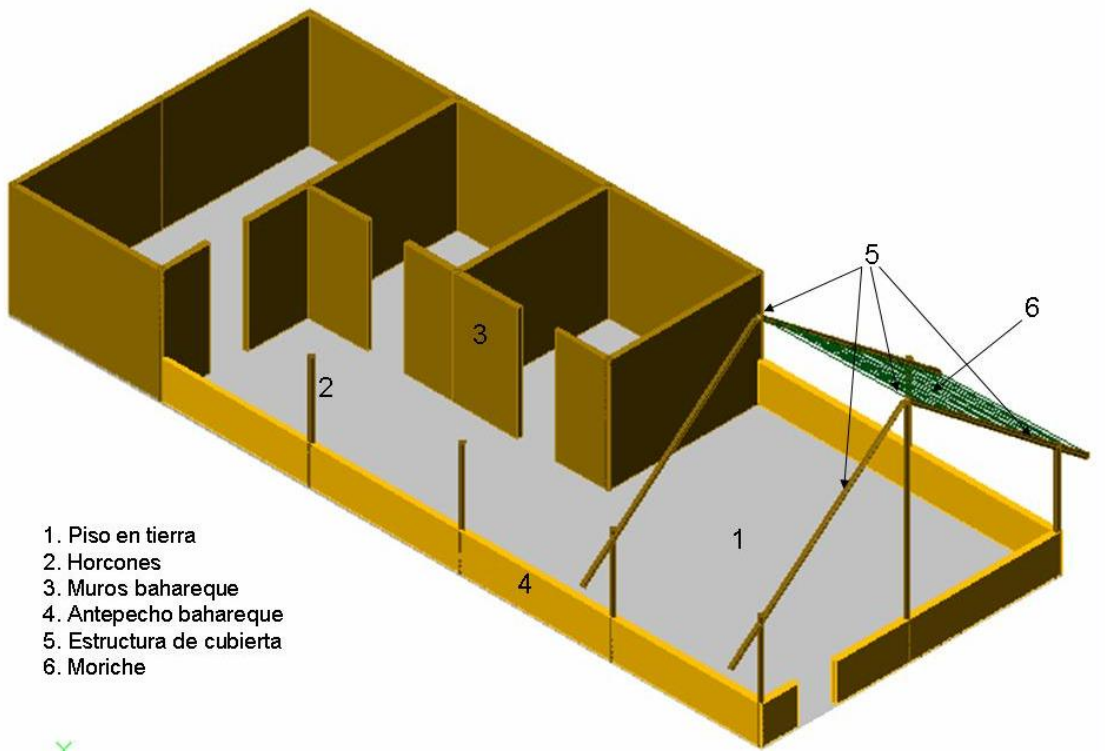 5
6
3
2
1
4
1. Piso en tierra
2. Horcones
3. Muros bahareque
4. Antepecho bahareque
5. Estructura de cubierta
6. Moriche